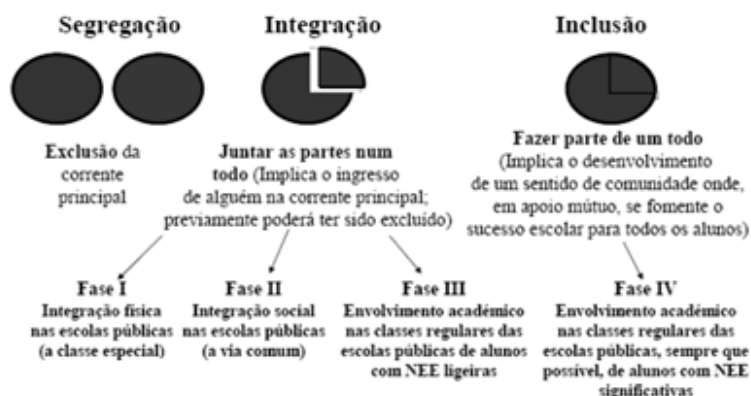 Segregação
Integração
Inclusão
Exclusão da
corrente
principal
Juntar as partes num
todo (Implica o ingresso
de alguém na corrente principal;
previamente poderá ter sido excluído)
Fazer parte de um todo
(Implica o desenvolvimento
de um sentido de comunidade onde,
em apoio mútuo, se fomente o
sucesso escolar para todos os alunos)
Fase I
Integração física
nas escolas públicas
(a classe especial)
Fase II
Integração social
nas escolas públicas
(a via comum)
Fase III
Envolvimento académico
nas classes regulares das
escolas públicas de alunos
com NEE ligeiras
Fase IV
Envolvimento académico
nas classes regulares das
escolas públicas, sempre que
possível, de alunos com NEE
significativas